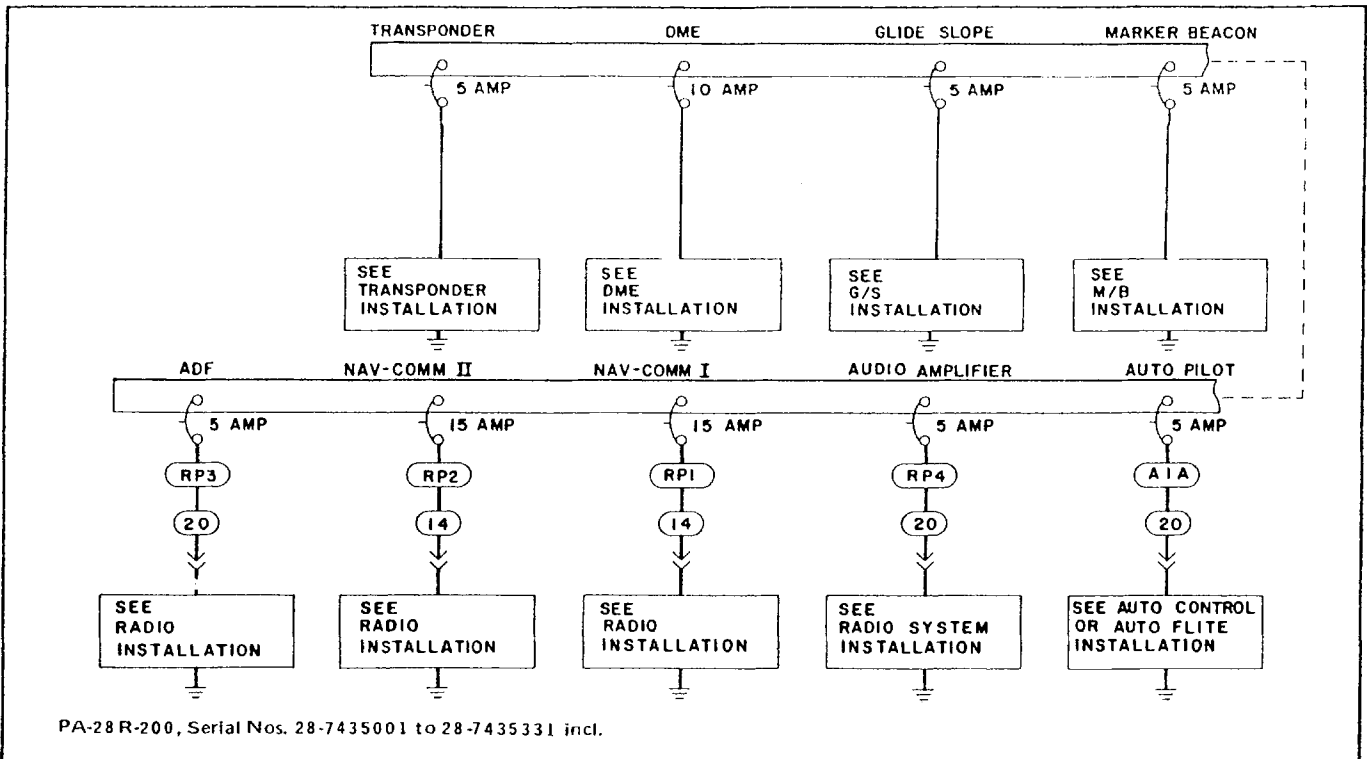 TRANSPONDER DME GLIDE SLOPE MARKER BEACON
5 AMP 10 AMP 5 AMP 5 AMP
SEE
TRANSPONDER
INSTALLATION
SEE
DME
INSTALLATION
SEE
G/S
INSTALLATION
SEE
M/B
INSTALLATION
ADF NAV-COMM II NAV-COMM I AUDIO AMPLIFIER AUTO PILOT
5 AMP 15 AMP 15 AMP 5 AMP 5 AMP
RP3 RP2 RP1 RP4 A1A
20 14 14 20 20
SEE
RADIO
INSTALLATION
SEE
RADIO
INSTALLATION
SEE
RADIO
INSTALLATION
SEE
RADIO SYSTEM
INSTALLATION
SEE AUTO CONTROL
OR AUTO FLITE
INSTALLATION
PA-28R-200, Serial Nos. 28-7435001 to 28-7435331 incl.